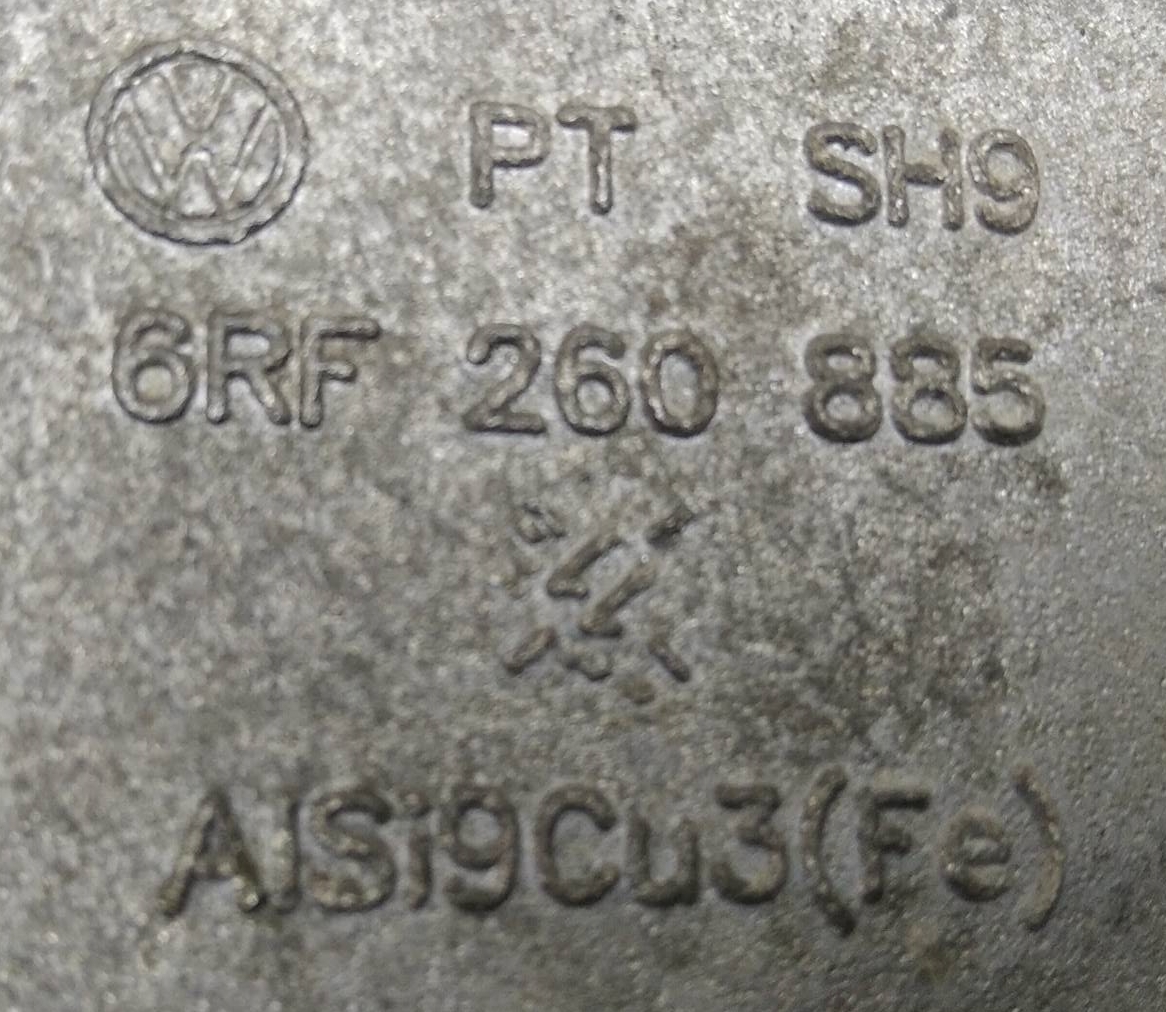 PT SH9
6RF 260 885
AlSi9Cu3(Fe)